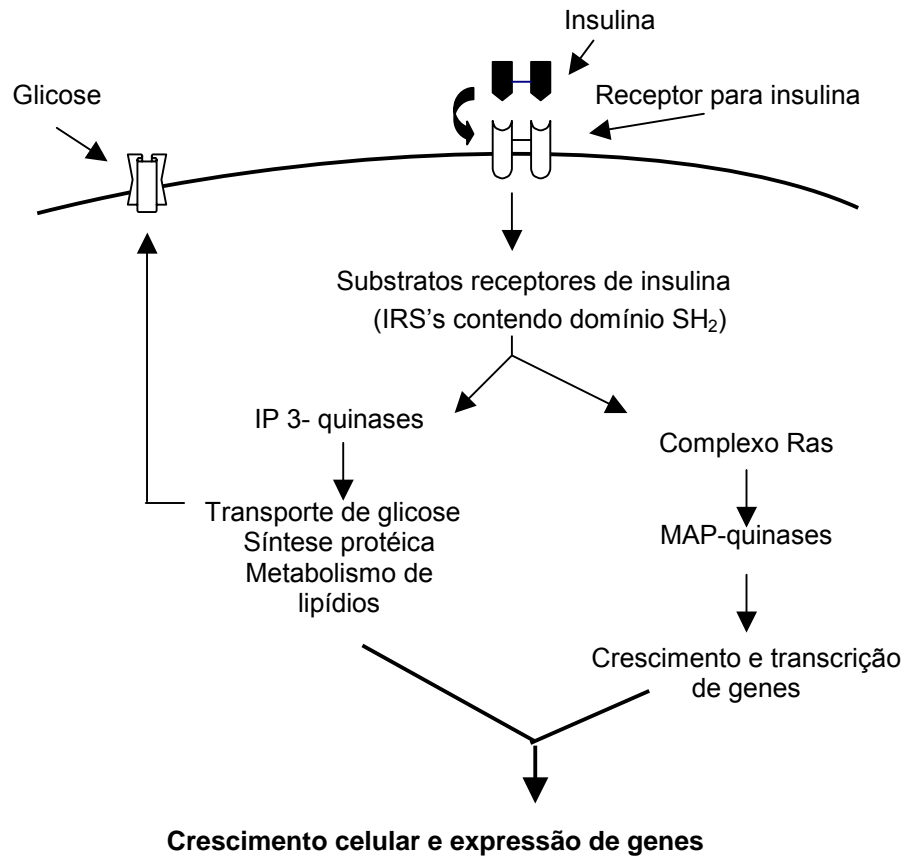 Insulina
Glicose
Receptor para insulina
Substratos receptores de insulina
(IRS's contendo domínio SH₂)
IP 3- quinases
Complexo Ras
Transporte de glicose
Síntese protéica
Metabolismo de
lipídios
MAP-quinases
Crescimento e transcrição
de genes
Crescimento celular e expressão de genes